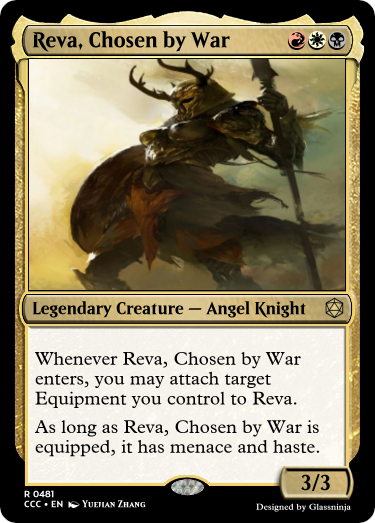 Reva, Chosen by War
Legendary Creature — Angel Knight
Whenever Reva, Chosen by War
enters, you may attach target
Equipment you control to Reva.
As long as Reva, Chosen by War is
equipped, it has menace and haste.
3/3
R 0481
CCC • EN Yuejian Zhang
Designed by Glassninja